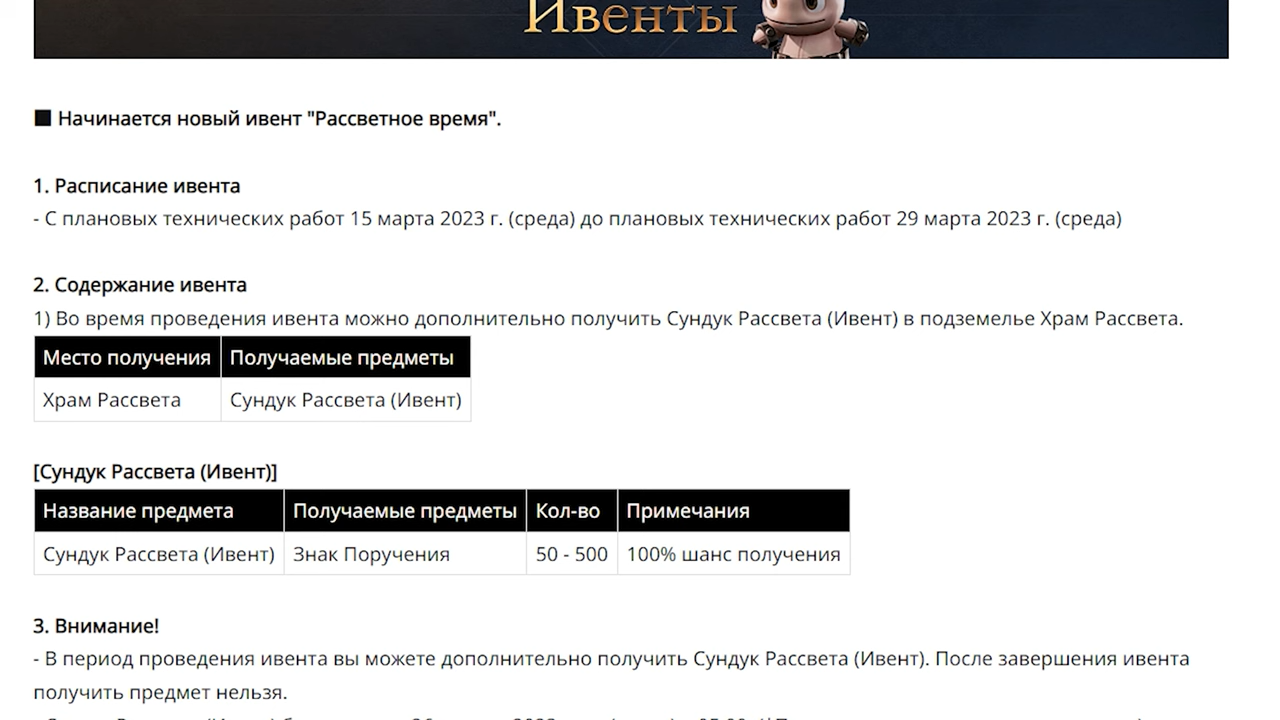 Ивенты
■ Начинается новый ивент "Рассветное время".
1. Расписание ивента
- С плановых технических работ 15 марта 2023 г. (среда) до плановых технических работ 29 марта 2023 г. (среда)
2. Содержание ивента
1) Во время проведения ивента можно дополнительно получить Сундук Рассвета (Ивент) в подземелье Храм Рассвета.
Место получения Получаемые предметы
Храм Рассвета Сундук Рассвета (Ивент)
[Сундук Рассвета (Ивент)]
Название предмета Получаемые предметы Кол-во Примечания
Сундук Рассвета (Ивент) Знак Поручения 50 - 500 100% шанс получения
3. Внимание!
- В период проведения ивента вы можете дополнительно получить Сундук Рассвета (Ивент). После завершения ивента
получить предмет нельзя.